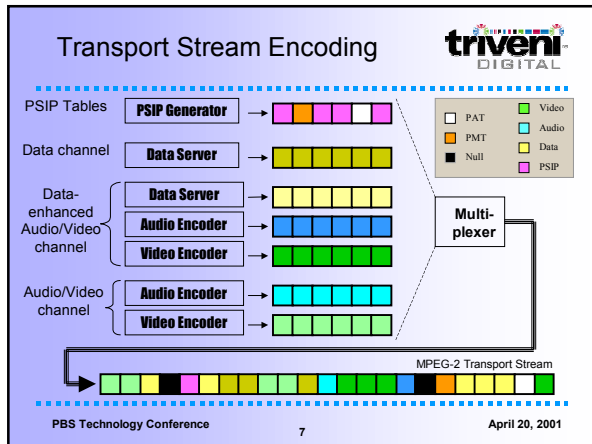 Transport Stream Encoding
triveni
DIGITAL
PSIP Tables
PSIP Generator
Data channel
Data Server
Data-
enhanced
Audio/Video
channel
Data Server
Audio Encoder
Video Encoder
Audio/Video
channel
Audio Encoder
Video Encoder
PAT
PMT
Null
Video
Audio
Data
PSIP
Multi-
plexer
MPEG-2 Transport Stream
PBS Technology Conference
7
April 20, 2001